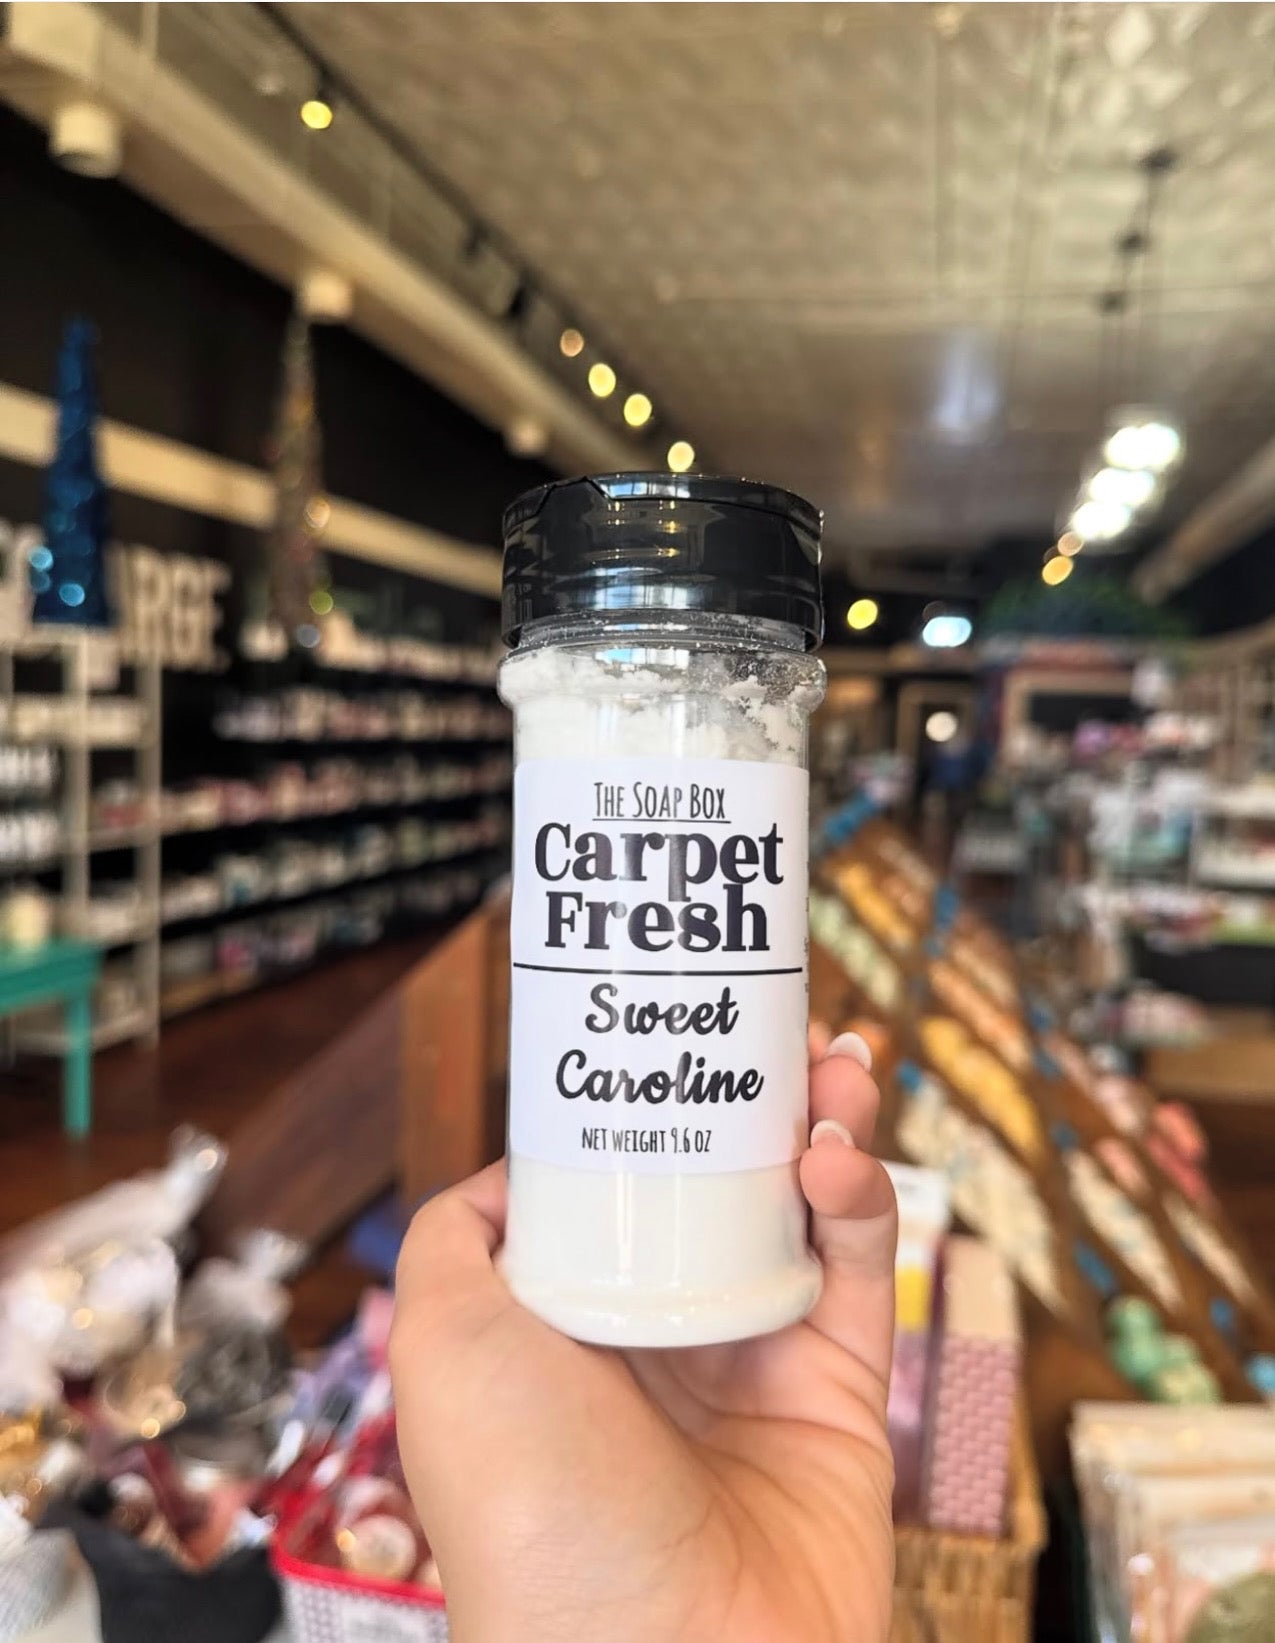 The Soap Box
Carpet
Fresh
Sweet
Caroline
NET WEIGHT 9.6 OZ